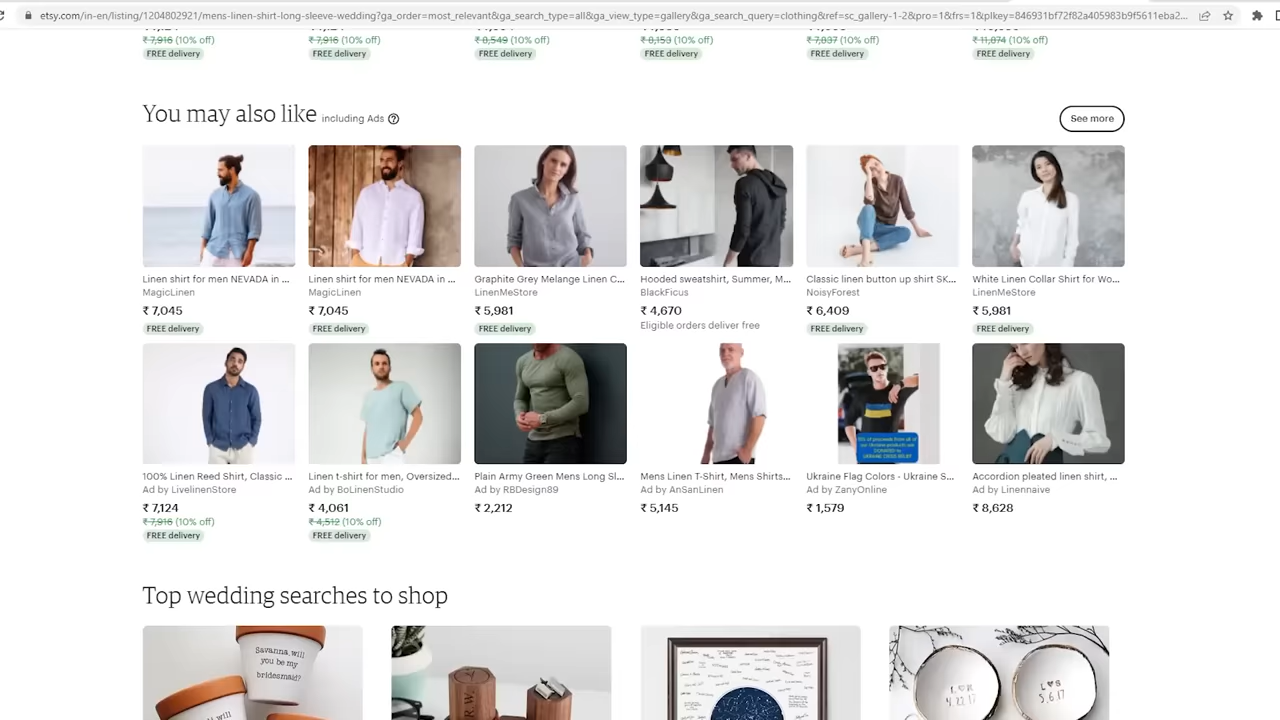 etsy.com/in-en/listing/1204802921/mens-linen-shirt-long-sleeve-wedding?ga_order=most_relevant&ga_search_type=all&ga_view_type=gallery&ga_search_query=clothing&ref=sc_gallery-1-2&pro=1&frs=1&plkey=846931bf72f82a405983b9f5611eba2...
₹ 7,916 (10% off) ₹ 7,916 (10% off) ₹ 8,549 (10% off) ₹ 8,153 (10% off) ₹ 7,837 (10% off) ₹ 11,874 (10% off)
FREE delivery FREE delivery FREE delivery FREE delivery FREE delivery FREE delivery
You may also like including Ads ? See more
Linen shirt for men NEVADA in ... Linen shirt for men NEVADA in ... Graphite Grey Melange Linen C... Hooded sweatshirt, Summer, M... Classic linen button up shirt SK... White Linen Collar Shirt for Wo...
MagicLinen MagicLinen LinenMeStore BlackFicus NoisyForest LinenMeStore
₹ 7,045 ₹ 7,045 ₹ 5,981 ₹ 4,670 ₹ 6,409 ₹ 5,981
FREE delivery FREE delivery FREE delivery Eligible orders deliver free FREE delivery FREE delivery
100% Linen Reed Shirt, Classic ... Linen t-shirt for men, Oversized... Plain Army Green Mens Long Sl... Mens Linen T-Shirt, Mens Shirts... Ukraine Flag Colors - Ukraine S... Accordion pleated linen shirt, ...
Ad by LivelinenStore Ad by BoLinenStudio Ad by RBDesign89 Ad by AnSanLinen Ad by ZanyOnline Ad by Linennaive
₹ 7,124 ₹ 4,061 ₹ 2,212 ₹ 5,145 ₹ 1,579 ₹ 8,628
₹ 7,916 (10% off) ₹ 4,512 (10% off)
FREE delivery FREE delivery
Top wedding searches to shop
Savanna, will
you be my
bridesmaid?
will
L S
5.6.17